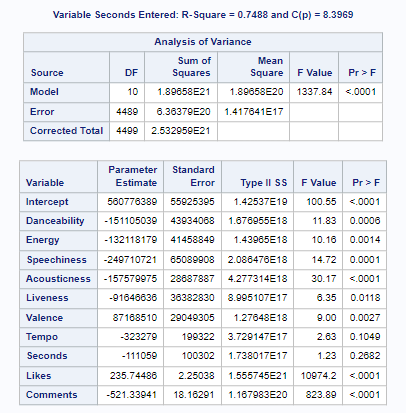 Variable Seconds Entered: R-Square = 0.7488 and C(p) = 8.3969
Analysis of Variance
Source DF Sum of Squares Mean Square F Value Pr > F
Model 10 1.89658E21 1.89658E20 1337.84 <.0001
Error 4489 6.36379E20 1.417641E17
Corrected Total 4499 2.532959E21
Variable Parameter Estimate Standard Error Type II SS F Value Pr > F
Intercept 560776389 55925395 1.42537E19 100.55 <.0001
Danceability -151105039 43934068 1.676955E18 11.83 0.0006
Energy -132118179 41458849 1.43965E18 10.16 0.0014
Speechiness -249710721 65089908 2.086476E18 14.72 0.0001
Acousticness -157579975 28687887 4.277314E18 30.17 <.0001
Liveness -91646636 36382830 8.995107E17 6.35 0.0118
Valence 87168510 29049305 1.27648E18 9.00 0.0027
Tempo -323279 199322 3.729147E17 2.63 0.1049
Seconds -111059 100302 1.738017E17 1.23 0.2682
Likes 235.74486 2.25038 1.555745E21 10974.2 <.0001
Comments -521.33941 18.16291 1.167983E20 823.89 <.0001